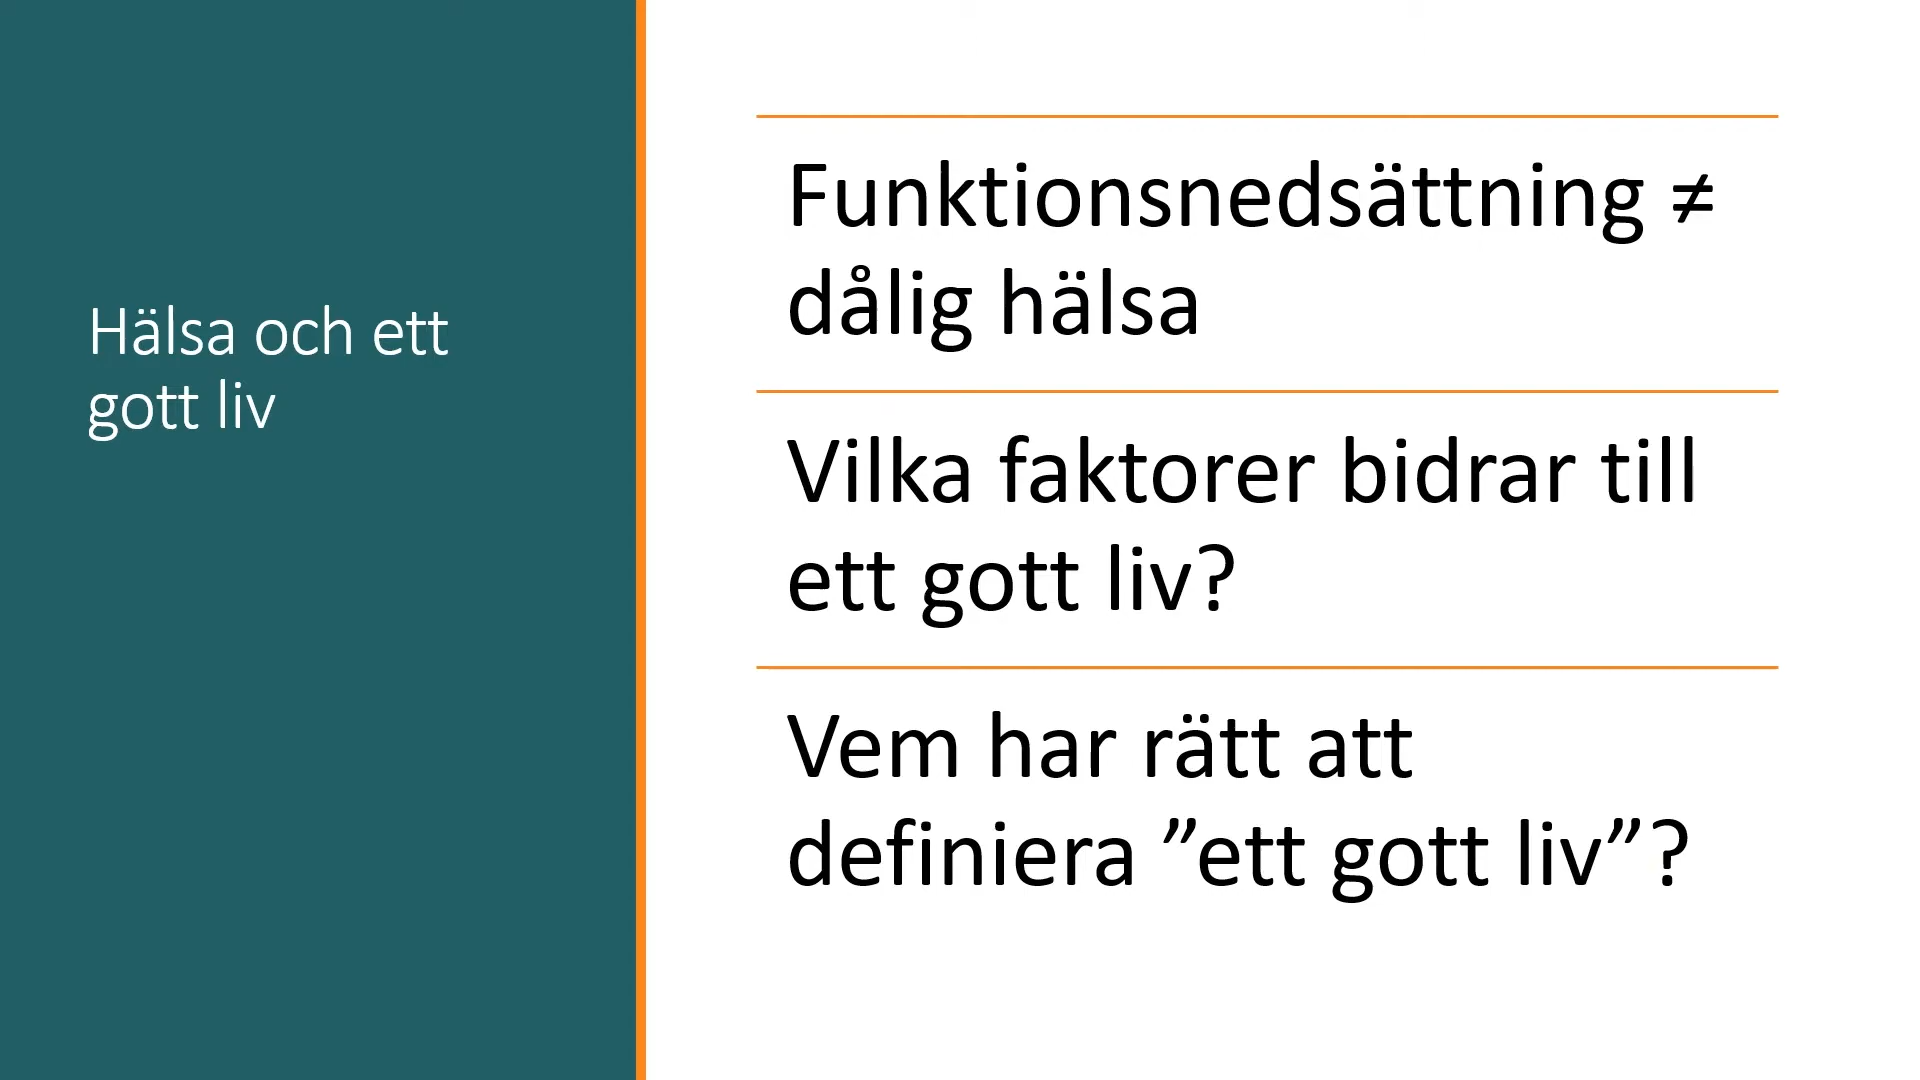 Hälsa och ett
gott liv
Funktionsnedsättning ≠
dålig hälsa
Vilka faktorer bidrar till
ett gott liv?
Vem har rätt att
definiera ”ett gott liv”?